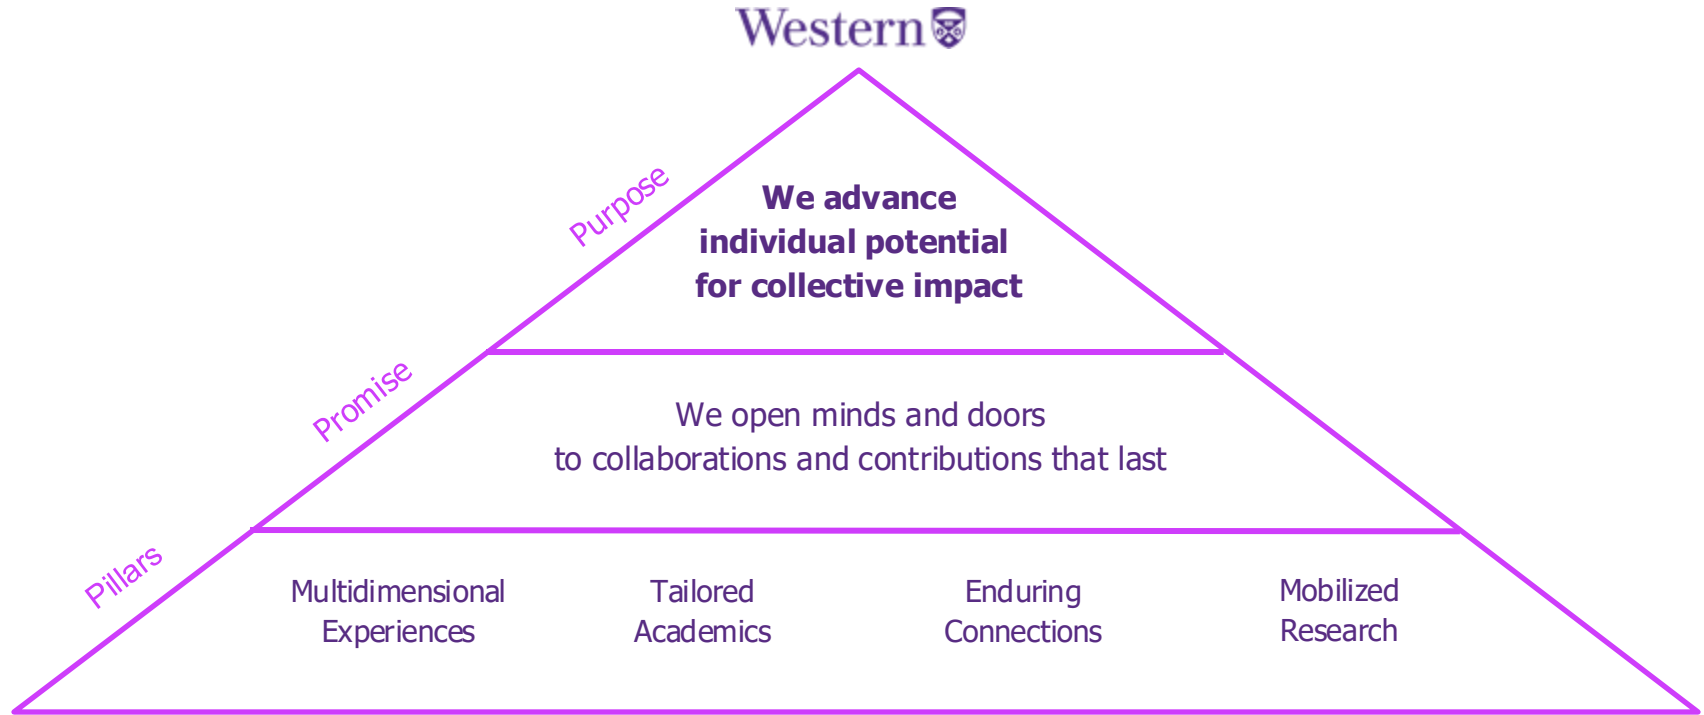 Western
Purpose
We advance
individual potential
for collective impact
Promise
We open minds and doors
to collaborations and contributions that last
Pillars
Multidimensional
Experiences
Tailored
Academics
Enduring
Connections
Mobilized
Research